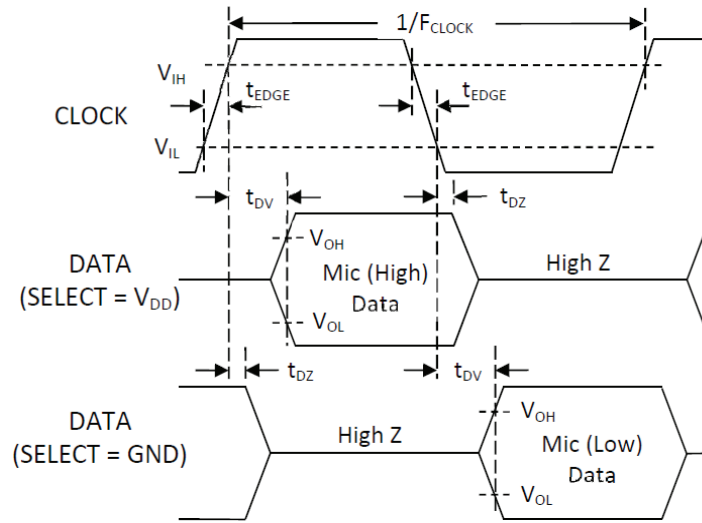 1/F_CLOCK
V_IH
t_EDGE
t_EDGE
CLOCK
V_IL
t_DV
t_DZ
V_OH
DATA
(SELECT = V_DD)
Mic (High)
Data
High Z
V_OL
t_DZ
t_DV
DATA
(SELECT = GND)
High Z
V_OH
Mic (Low)
Data
V_OL